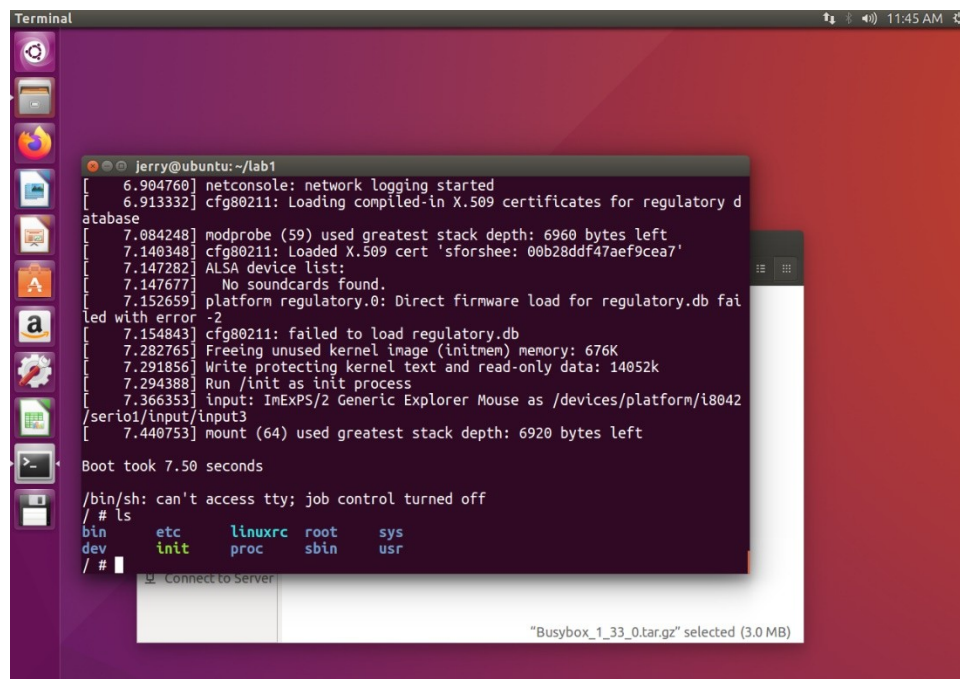 Terminal
11:45 AM
jerry@ubuntu: ~/lab1
[    6.904760] netconsole: network logging started
[    6.913332] cfg80211: Loading compiled-in X.509 certificates for regulatory d
atabase
[    7.084248] modprobe (59) used greatest stack depth: 6960 bytes left
[    7.140348] cfg80211: Loaded X.509 cert 'sforshee: 00b28ddf47aef9cea7'
[    7.147282] ALSA device list:
[    7.147677]   No soundcards found.
[    7.152659] platform regulatory.0: Direct firmware load for regulatory.db fai
led with error -2
[    7.154843] cfg80211: failed to load regulatory.db
[    7.282765] Freeing unused kernel image (initmem) memory: 676K
[    7.291856] Write protecting kernel text and read-only data: 14052k
[    7.294388] Run /init as init process
[    7.366353] input: ImExPS/2 Generic Explorer Mouse as /devices/platform/i8042
/serio1/input/input3
[    7.440753] mount (64) used greatest stack depth: 6920 bytes left
Boot took 7.50 seconds
/bin/sh: can't access tty; job control turned off
/ # ls
bin      etc      linuxrc  root     sys
dev      init     proc     sbin     usr
/ #
Connect to Server
"Busybox_1_33_0.tar.gz" selected (3.0 MB)